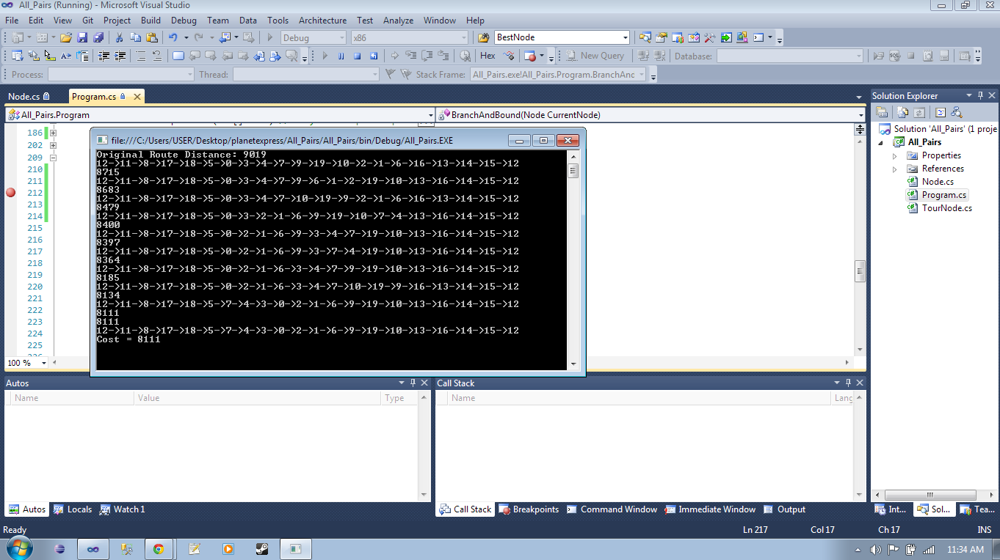 All_Pairs (Running) - Microsoft Visual Studio
File Edit View Git Project Build Debug Team Data Tools Architecture Test Analyze Window Help
Debug x86 BestNode
Hex New Query Database:
Process: Thread: Stack Frame: All_Pairs.exe!All_Pairs.Program.BranchAnc
Node.cs Program.cs
All_Pairs.Program BranchAndBound(Node CurrentNode)
186
202
209
210
211
212
213
214
215
216
217
218
219
220
221
222
223
224
225
100 %
file:///C:/Users/USER/Desktop/planetexpress/All_Pairs/All_Pairs/bin/Debug/All_Pairs.EXE
Original Route Distance: 9019
12->11->8->17->18->5->0->3->4->7->9->19->10->2->1->6->16->13->14->15->12
8715
12->11->8->17->18->5->0->3->4->7->9->6->1->2->19->10->13->16->14->15->12
8683
12->11->8->17->18->5->0->3->4->7->10->19->9->2->1->6->16->13->14->15->12
8479
12->11->8->17->18->5->0->3->2->1->6->9->19->10->7->4->13->16->14->15->12
8400
12->11->8->17->18->5->0->2->1->6->9->3->4->7->19->10->13->16->14->15->12
8397
12->11->8->17->18->5->0->2->1->6->9->3->7->4->19->10->13->16->14->15->12
8364
12->11->8->17->18->5->0->2->1->6->3->4->7->9->19->10->13->16->14->15->12
8185
12->11->8->17->18->5->0->2->1->6->3->4->7->10->19->9->16->13->14->15->12
8134
12->11->8->17->18->5->7->4->3->0->2->1->6->9->19->10->13->16->14->15->12
8111
8111
12->11->8->17->18->5->7->4->3->0->2->1->6->9->19->10->13->16->14->15->12
Cost = 8111
Solution Explorer
Solution 'All_Pairs' (1 proje
All_Pairs
Properties
References
Node.cs
Program.cs
TourNode.cs
Autos
Name Value Type
Call Stack
Name Lang
Autos Locals Watch 1
Call Stack Breakpoints Command Window Immediate Window Output
Int... Sol... Tea...
Ready Ln 217 Col 17 Ch 17 INS
11:34 AM